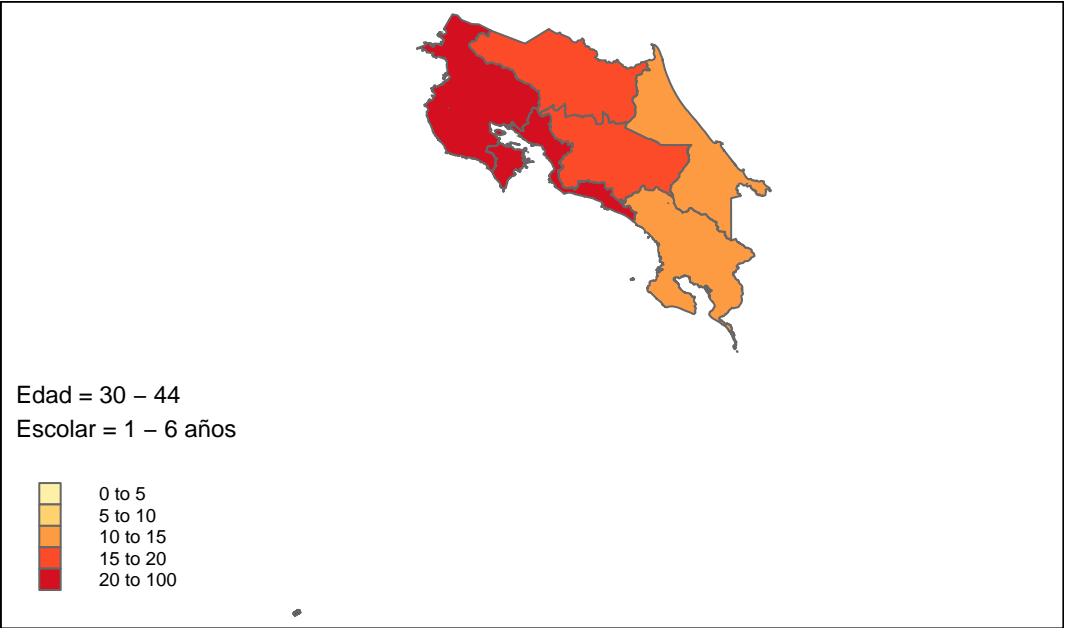 Edad = 30 – 44
Escolar = 1 – 6 años
0 to 5
5 to 10
10 to 15
15 to 20
20 to 100